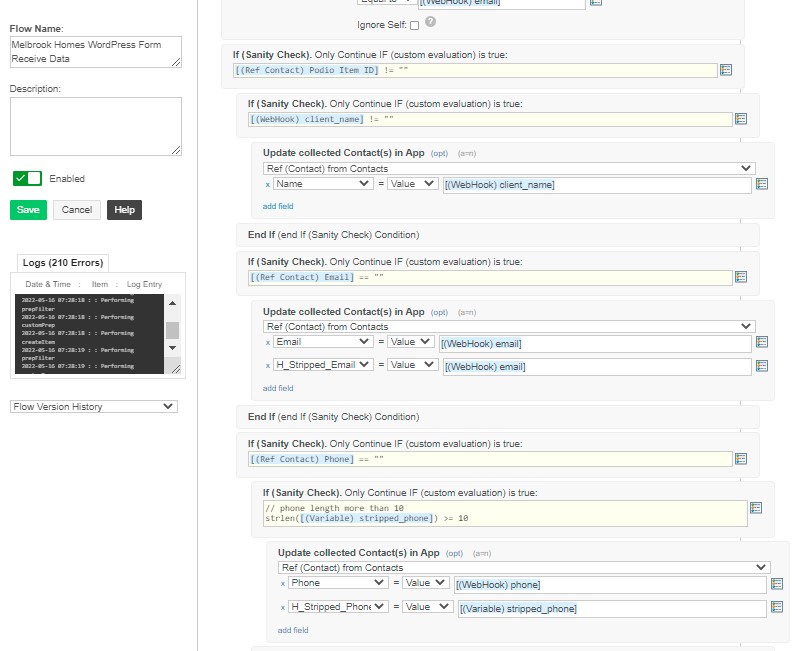 Flow Name:
Melbrook Homes WordPress Form
Receive Data
Description:
Enabled
Save Cancel Help
Logs (210 Errors)
Date & Time : Item : Log Entry
2022-05-16 07:28:18 : : Performing
prepFilter
2022-05-16 07:28:18 : : Performing
customPrep
2022-05-16 07:28:18 : : Performing
createItem
2022-05-16 07:28:19 : : Performing
prepFilter
2022-05-16 07:28:19 : : Performing
Flow Version History
[(WebHook) email]
Ignore Self: ?
If (Sanity Check). Only Continue IF (custom evaluation) is true:
[(Ref Contact) Podio Item ID] != ""
If (Sanity Check). Only Continue IF (custom evaluation) is true:
[(WebHook) client_name] != ""
Update collected Contact(s) in App (opt) (a=n)
Ref (Contact) from Contacts
x Name = Value [(WebHook) client_name]
add field
End If (end If (Sanity Check) Condition)
If (Sanity Check). Only Continue IF (custom evaluation) is true:
[(Ref Contact) Email] == ""
Update collected Contact(s) in App (opt) (a=n)
Ref (Contact) from Contacts
x Email = Value [(WebHook) email]
x H_Stripped_Email = Value [(WebHook) email]
add field
End If (end If (Sanity Check) Condition)
If (Sanity Check). Only Continue IF (custom evaluation) is true:
[(Ref Contact) Phone] == ""
If (Sanity Check). Only Continue IF (custom evaluation) is true:
// phone length more than 10
strlen([(Variable) stripped_phone]) >= 10
Update collected Contact(s) in App (opt) (a=n)
Ref (Contact) from Contacts
x Phone = Value [(WebHook) phone]
x H_Stripped_Phone = Value [(Variable) stripped_phone]
add field